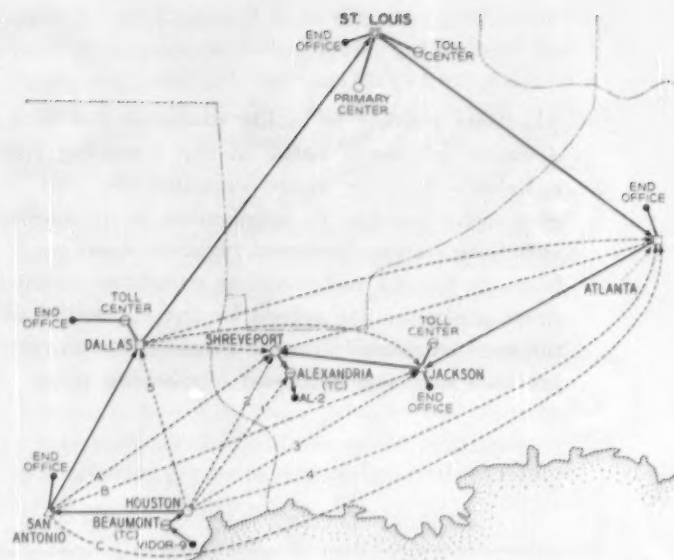 ST. LOUIS
END
OFFICE
TOLL
CENTER
PRIMARY
CENTER
END
OFFICE
ATLANTA
TOLL
CENTER
END
OFFICE
DALLAS
SHREVEPORT
TOLL
CENTER
ALEXANDRIA
(TC)
JACKSON
AL-2
END
OFFICE
5
2
1
3
4
A
B
C
END
OFFICE
HOUSTON
SAN
ANTONIO
BEAUMONT
(TC)
VIDOR-9